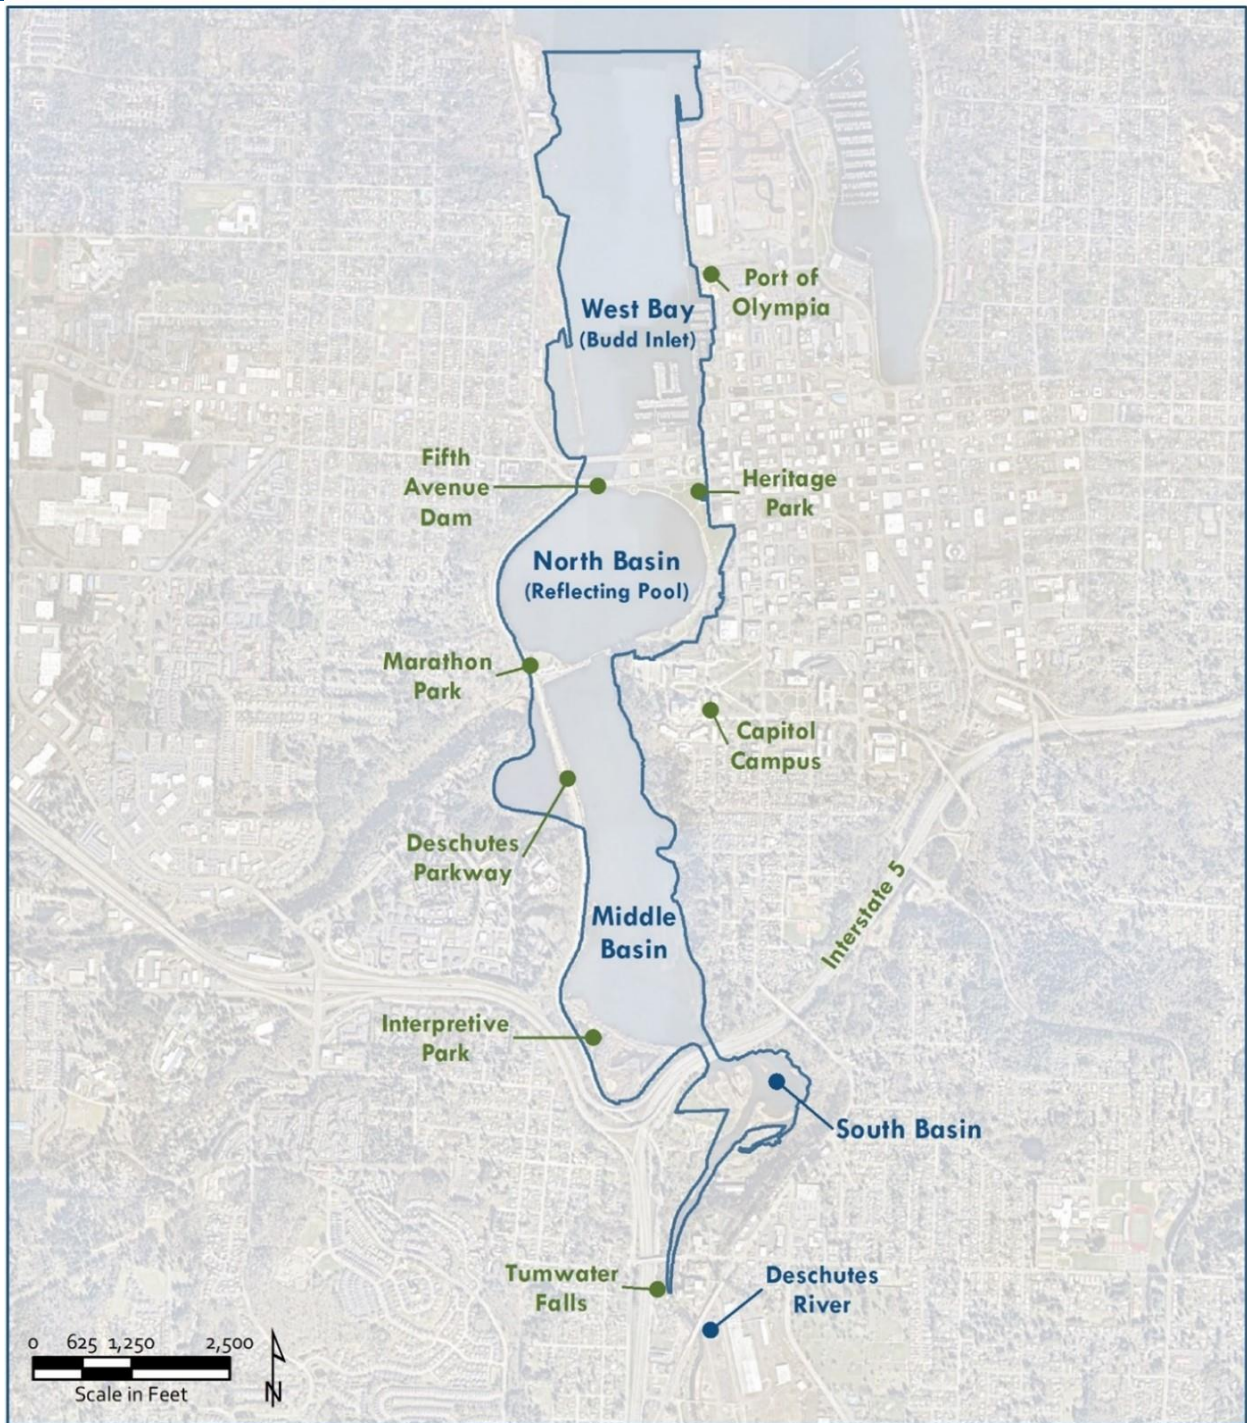 Port of
Olympia
West Bay
(Budd Inlet)
Fifth
Avenue
Dam
Heritage
Park
North Basin
(Reflecting Pool)
Marathon
Park
Capitol
Campus
Deschutes
Parkway
Interstate 5
Middle
Basin
Interpretive
Park
South Basin
Tumwater
Falls
Deschutes
River
0 625 1,250 2,500
Scale in Feet
N